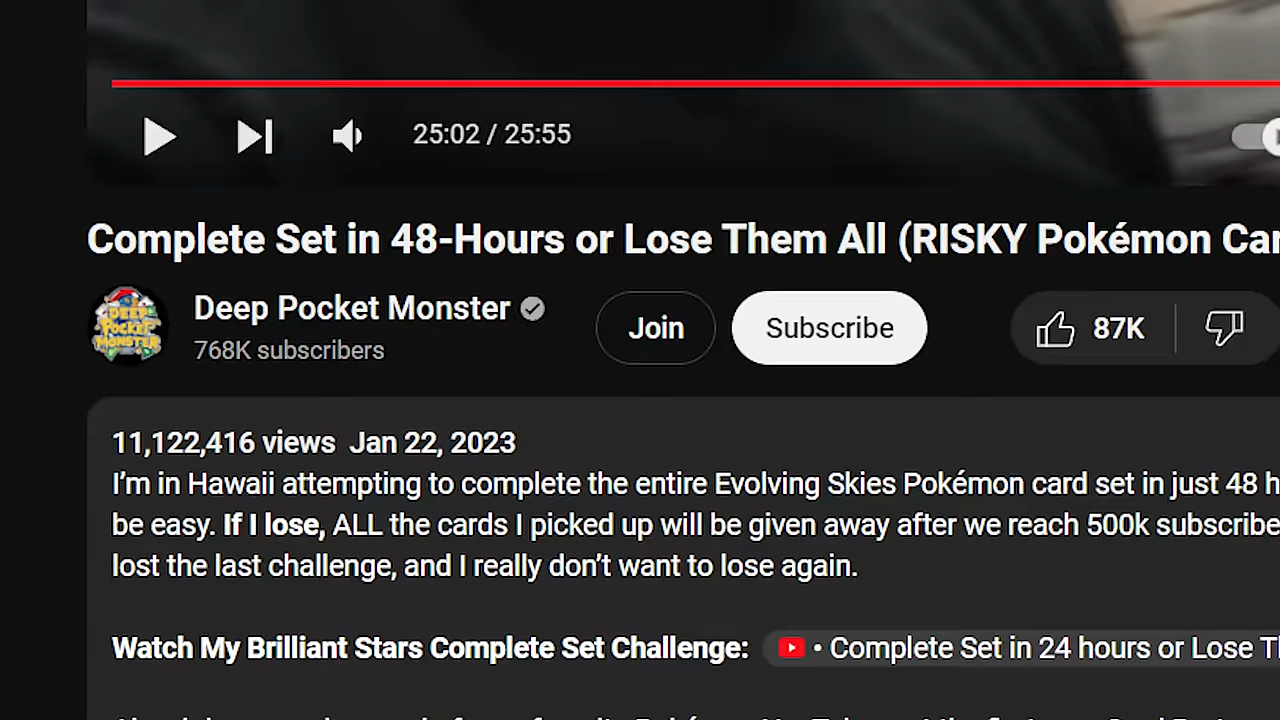 25:02 / 25:55
Complete Set in 48-Hours or Lose Them All (RISKY Pokémon Car
DEEP POCKET MONSTER
Deep Pocket Monster
768K subscribers
Join
Subscribe
87K
11,122,416 views Jan 22, 2023
I'm in Hawaii attempting to complete the entire Evolving Skies Pokémon card set in just 48 h
be easy. If I lose, ALL the cards I picked up will be given away after we reach 500k subscribe
lost the last challenge, and I really don't want to lose again.
Watch My Brilliant Stars Complete Set Challenge: • Complete Set in 24 hours or Lose Th